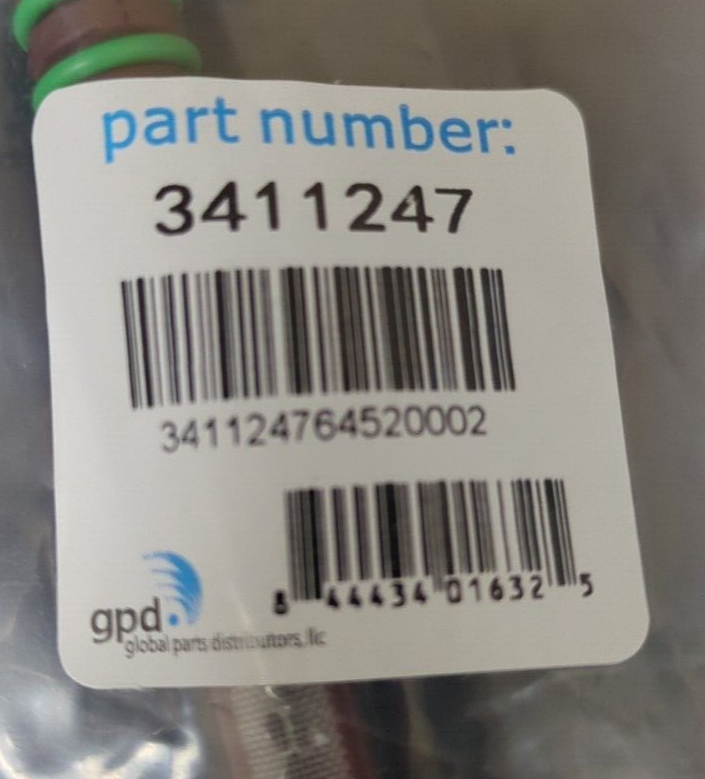 part number:
3411247
341124764520002
8 44434 01632 5
gpd
global parts distributors, llc